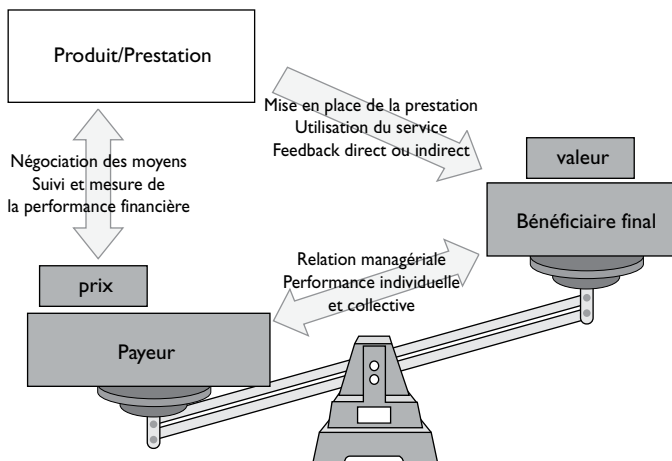 Produit/Prestation
Mise en place de la prestation
Utilisation du service
Feedback direct ou indirect
Négociation des moyens
Suivi et mesure de
la performance financière
valeur
Bénéficiaire final
Relation managériale
Performance individuelle
et collective
prix
Payeur